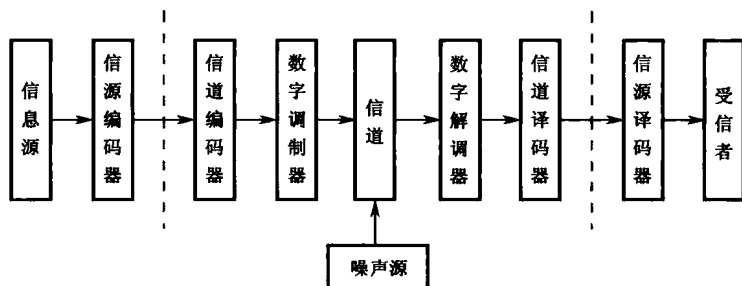 信息源
信源编码器
信道编码器
数字调制器
信道
数字解调器
信道译码器
信源译码器
受信者
噪声源